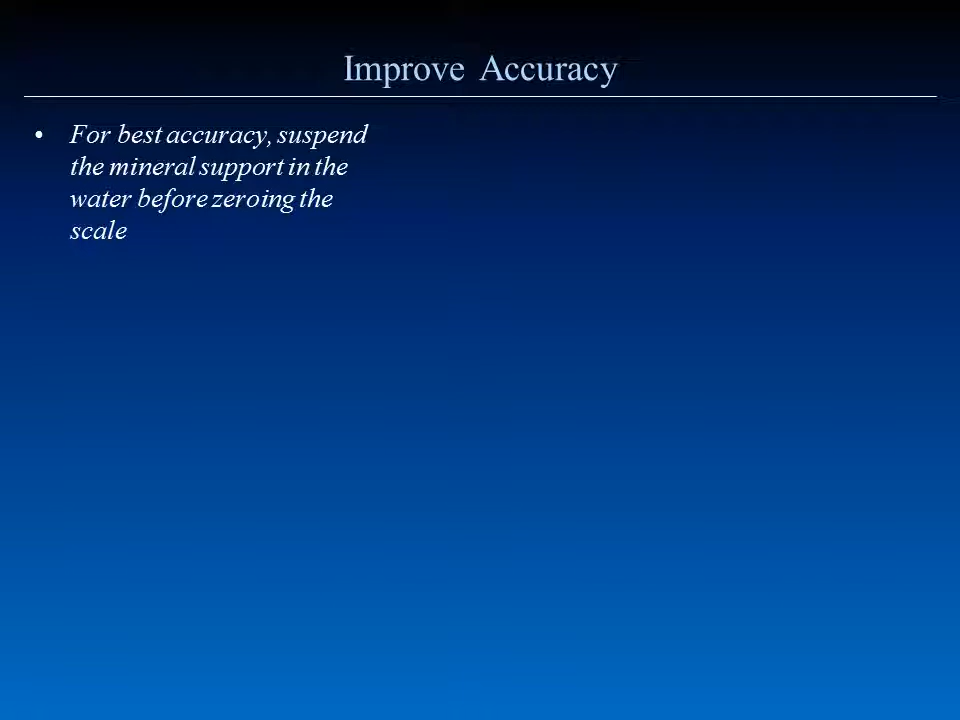 Improve Accuracy
• For best accuracy, suspend
the mineral support in the
water before zeroing the
scale